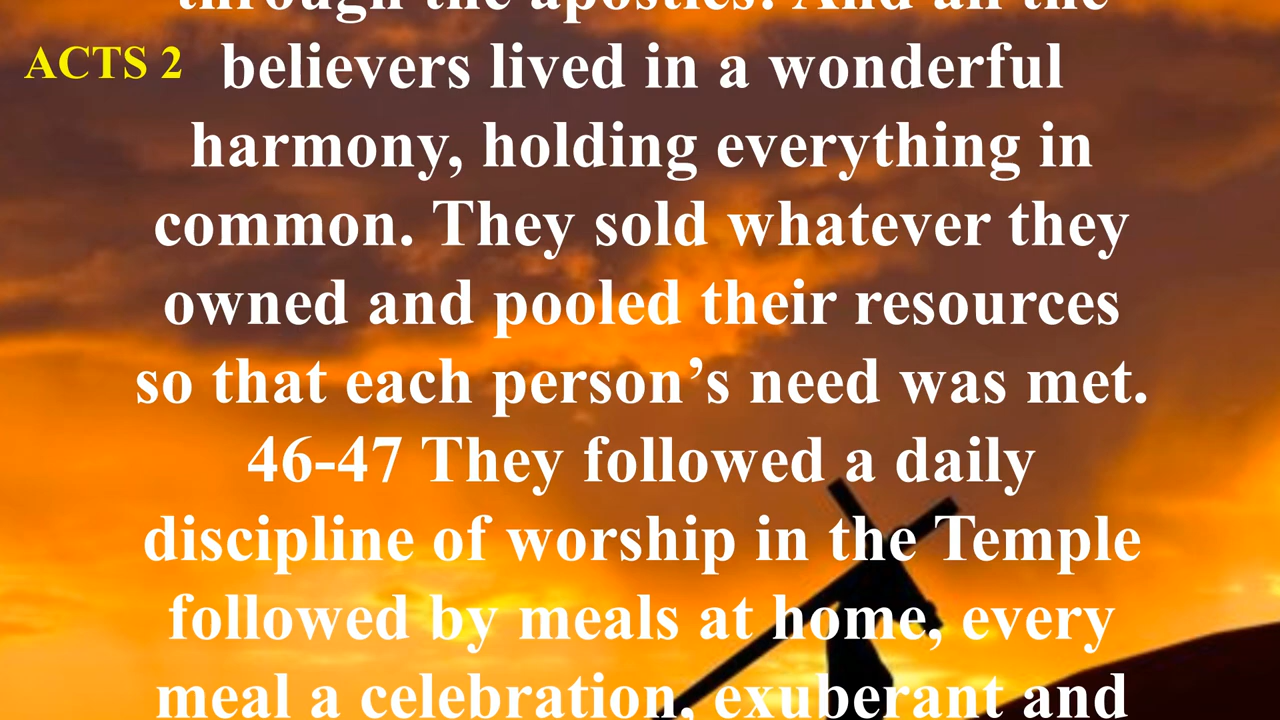 through the apostles! And all the
ACTS 2
believers lived in a wonderful
harmony, holding everything in
common. They sold whatever they
owned and pooled their resources
so that each person’s need was met.
46-47 They followed a daily
discipline of worship in the Temple
followed by meals at home, every
meal a celebration, exuberant and